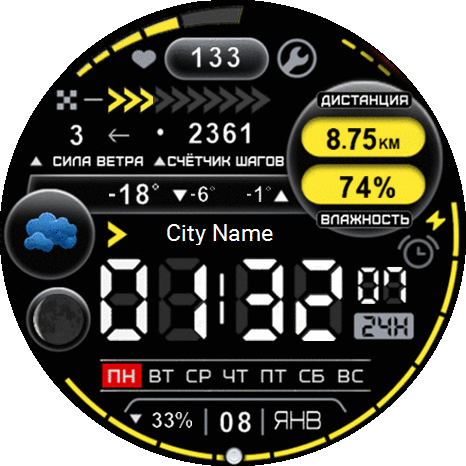 133
ДИСТАНЦИЯ
8.75КМ
3 ← • 2361
▲ СИЛА ВЕТРА ▲СЧЁТЧИК ШАГОВ
74%
ВЛАЖНОСТЬ
-18° ▼-6° -1°▲
City Name
01:32 01
24H
ПН ВТ СР ЧТ ПТ СБ ВС
▼ 33% | 08 | ЯНВ